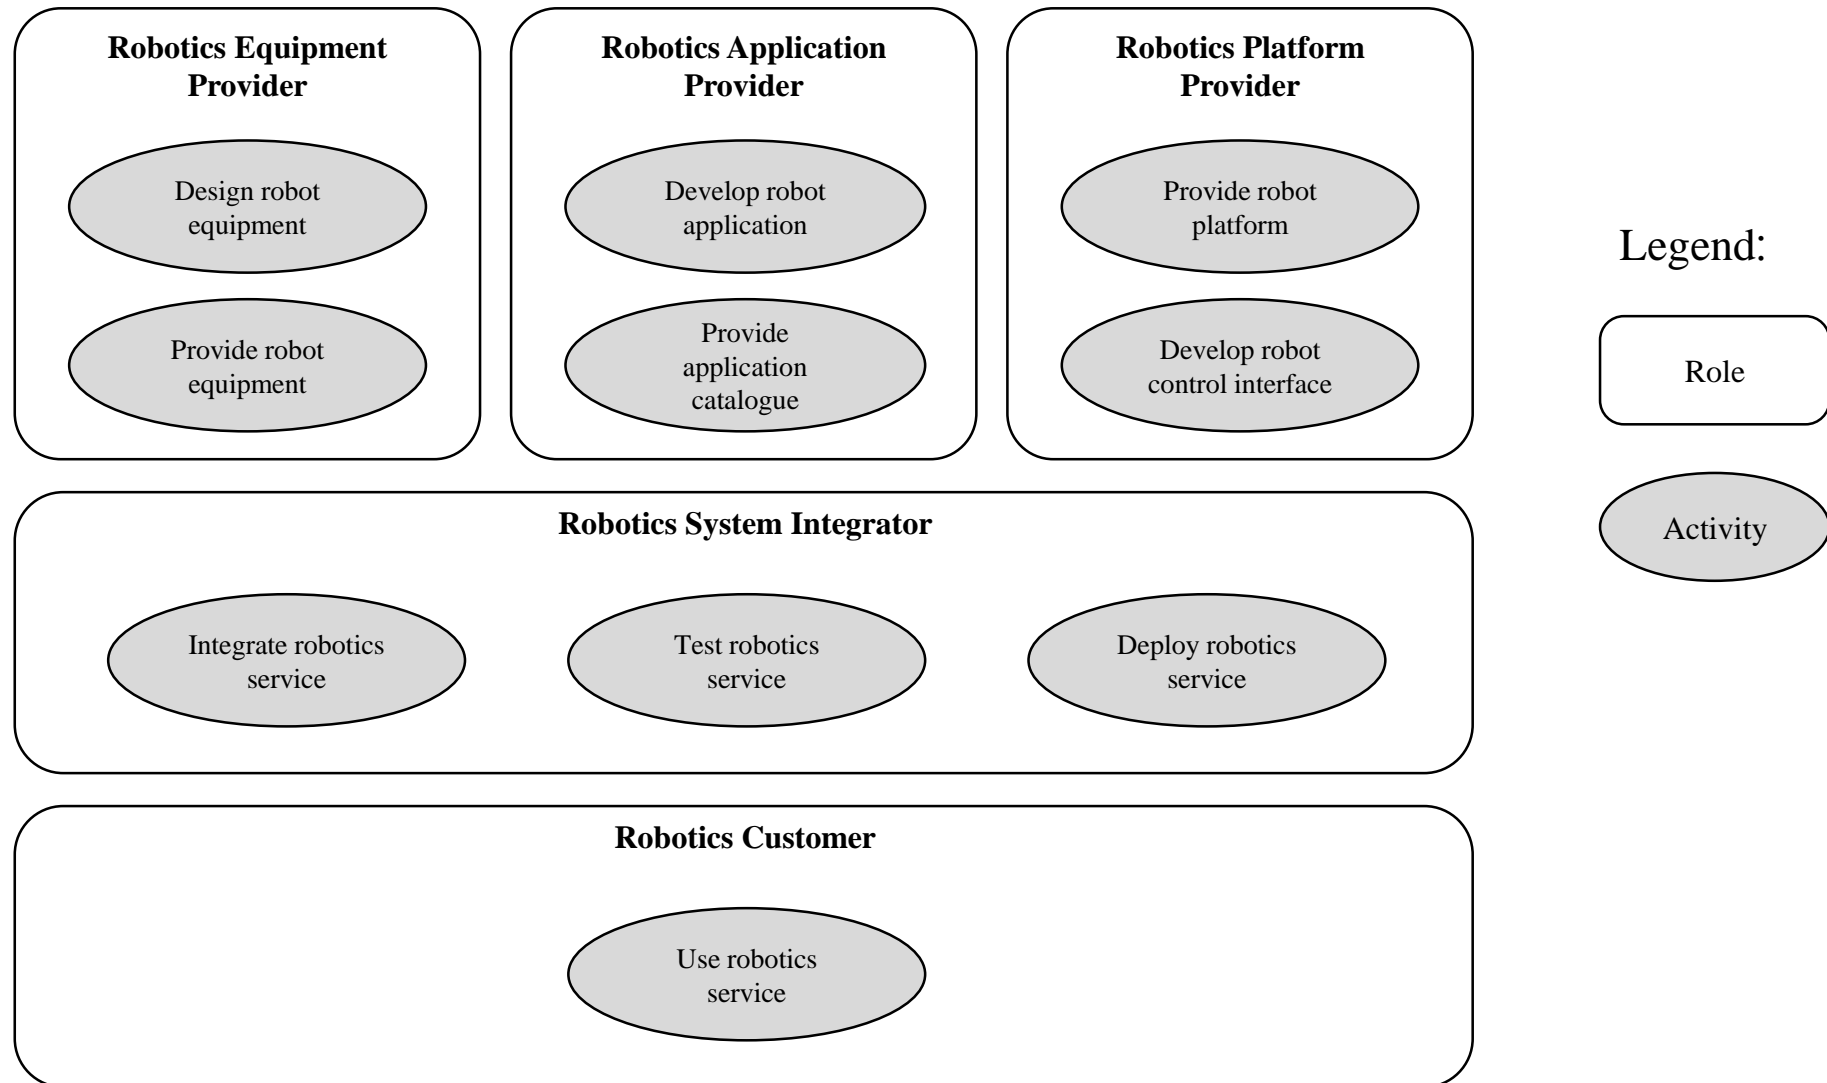 Robotics Equipment
Provider
Design robot
equipment
Provide robot
equipment
Robotics Application
Provider
Develop robot
application
Provide
application
catalogue
Robotics Platform
Provider
Provide robot
platform
Develop robot
control interface
Robotics System Integrator
Integrate robotics
service
Test robotics
service
Deploy robotics
service
Robotics Customer
Use robotics
service
Legend:
Role
Activity